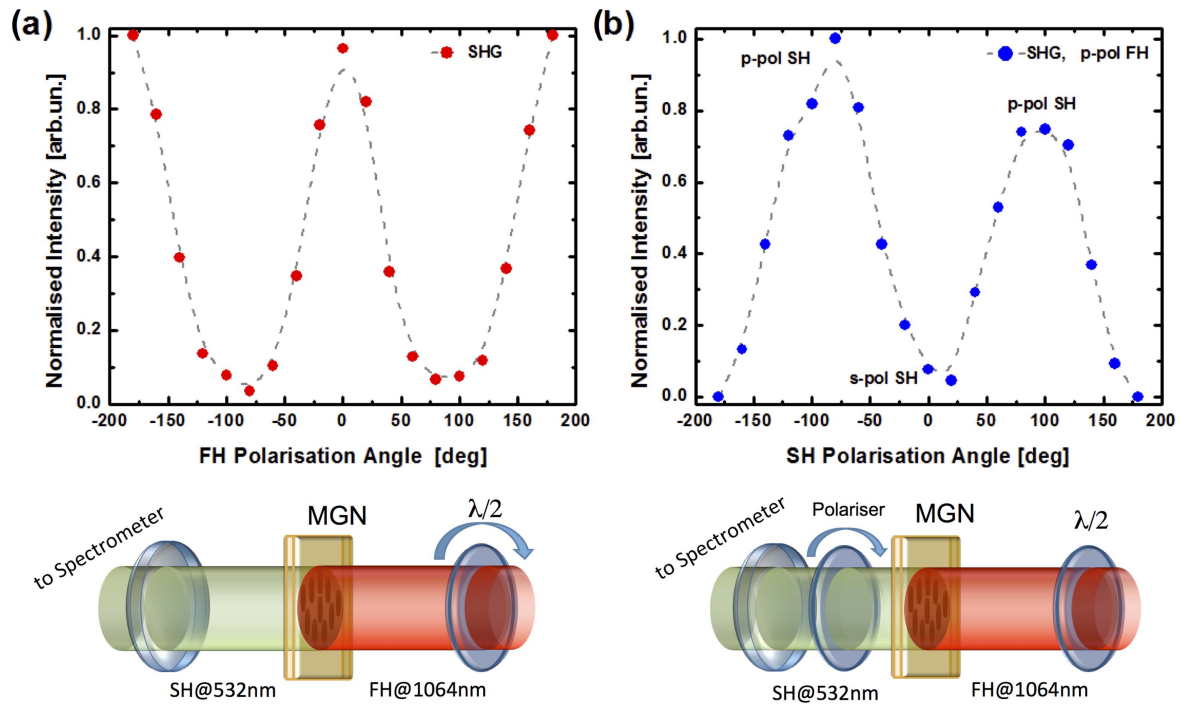 (a)
Normalised Intensity [arb.un.]
1.0
0.8
0.6
0.4
0.2
0.0
SHG
-200 -150 -100 -50 0 50 100 150 200
FH Polarisation Angle [deg]
(b)
Normalised Intensity [arb.un.]
1.0
0.8
0.6
0.4
0.2
0.0
SHG, p-pol FH
p-pol SH
p-pol SH
s-pol SH
-200 -150 -100 -50 0 50 100 150 200
SH Polarisation Angle [deg]
to Spectrometer
MGN
λ/2
SH@532nm
FH@1064nm
to Spectrometer
Polariser
MGN
λ/2
SH@532nm
FH@1064nm